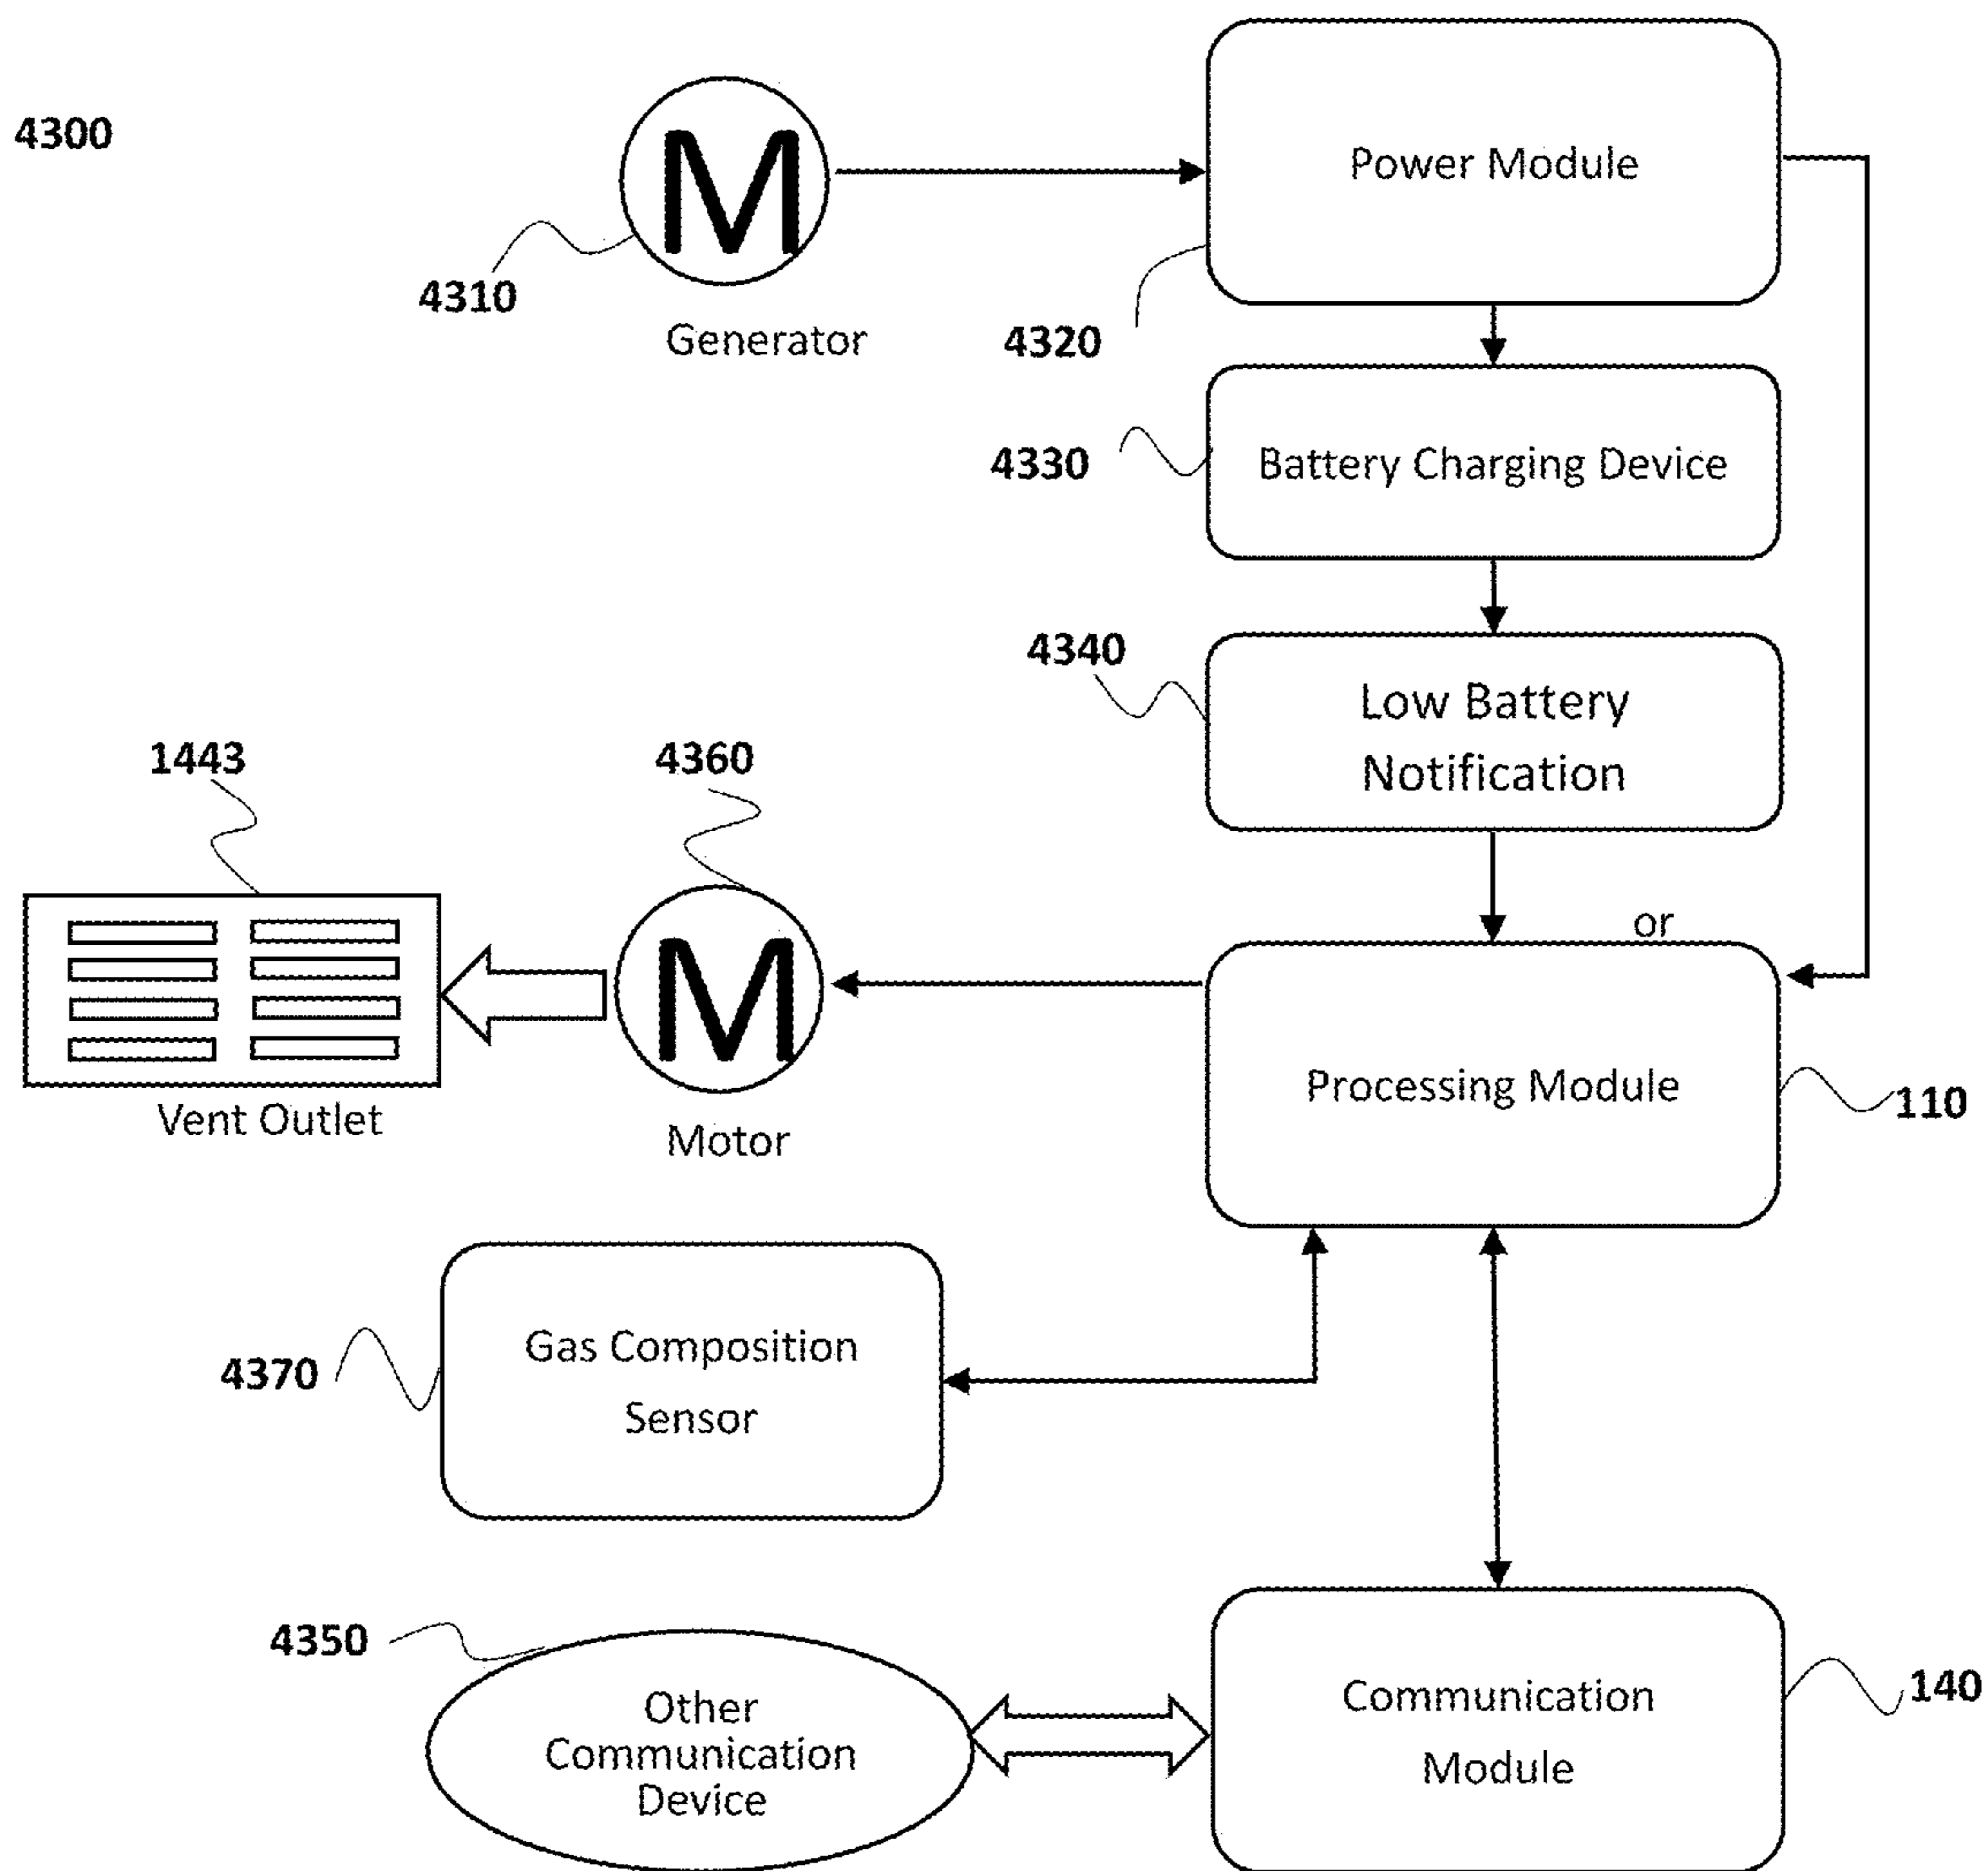 4300
M
Power Module
4310
Generator
4320
4330
Battery Charging Device
4340
Low Battery
Notification
1443
4360
or
M
Vent Outlet
Motor
Processing Module
110
Gas Composition
Sensor
4370
4350
Other
Communication
Device
Communication
Module
140